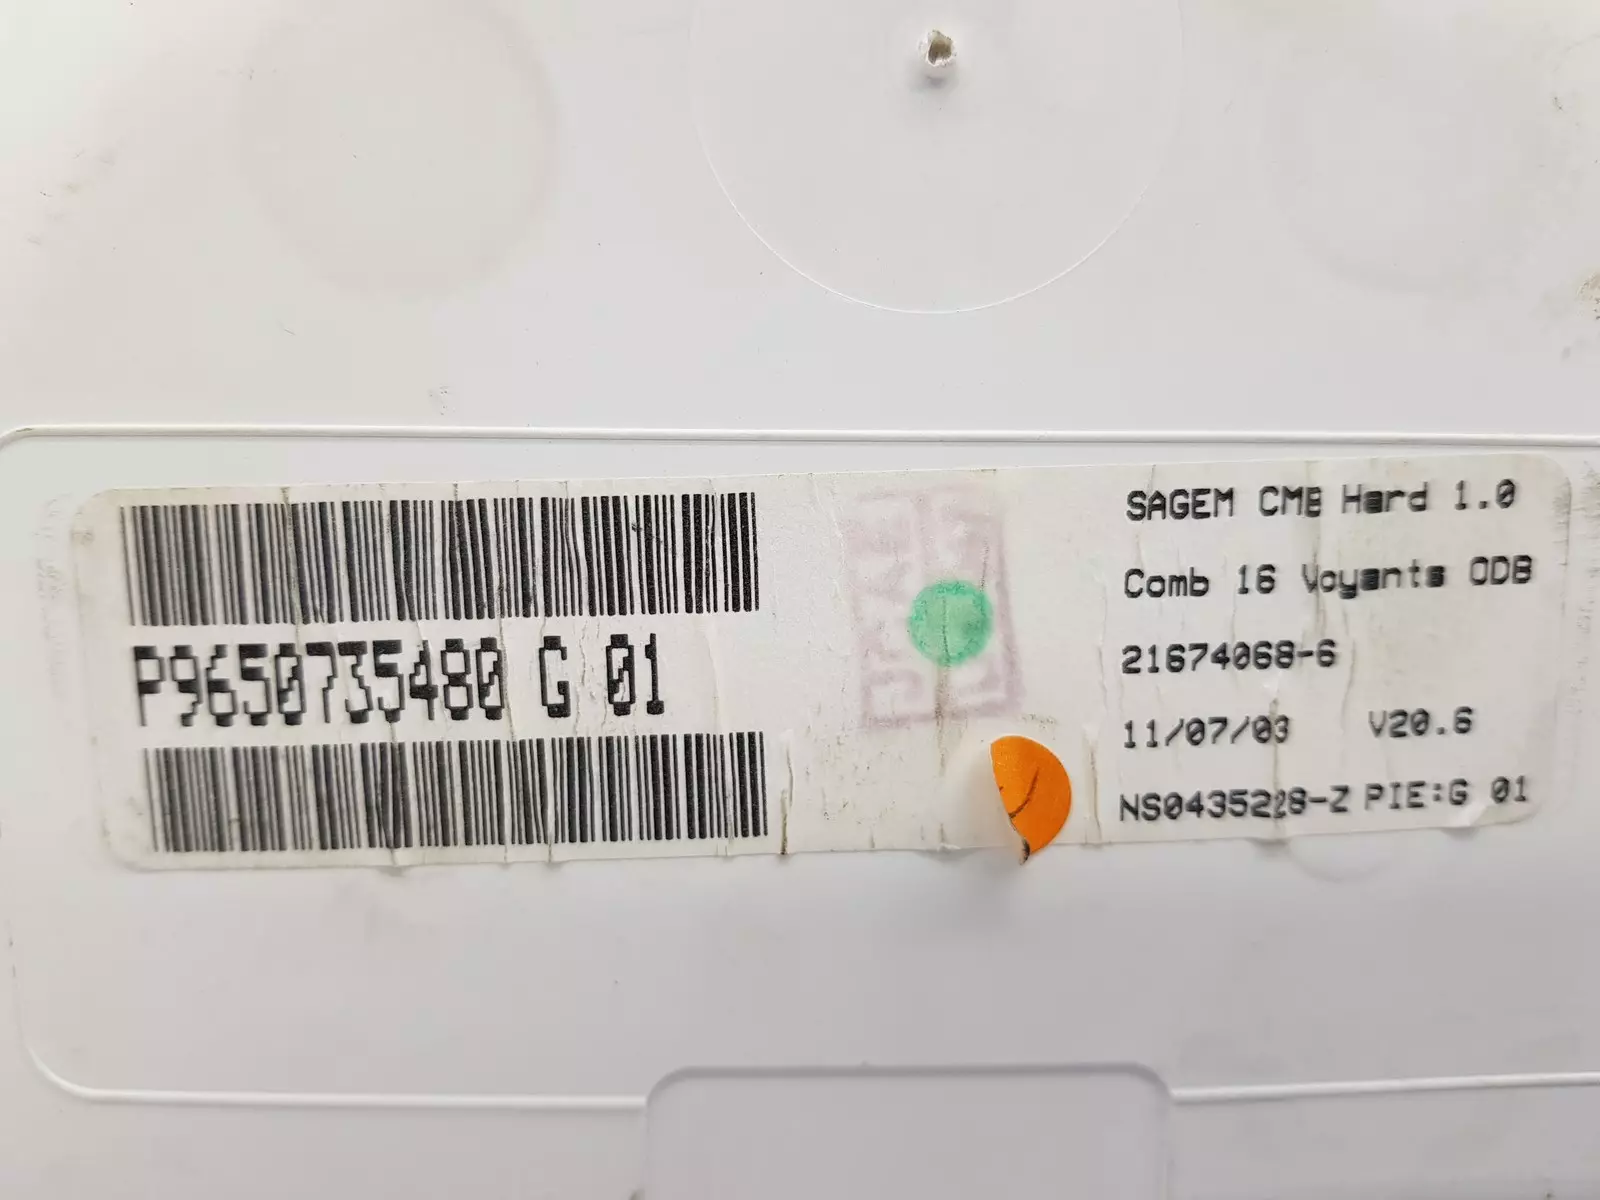 P9650735480 G 01
SAGEM CMB Hard 1.0
Comb 16 Voyants ODB
21674068-6
11/07/03 V20.6
NS0435228-Z PIE:G 01